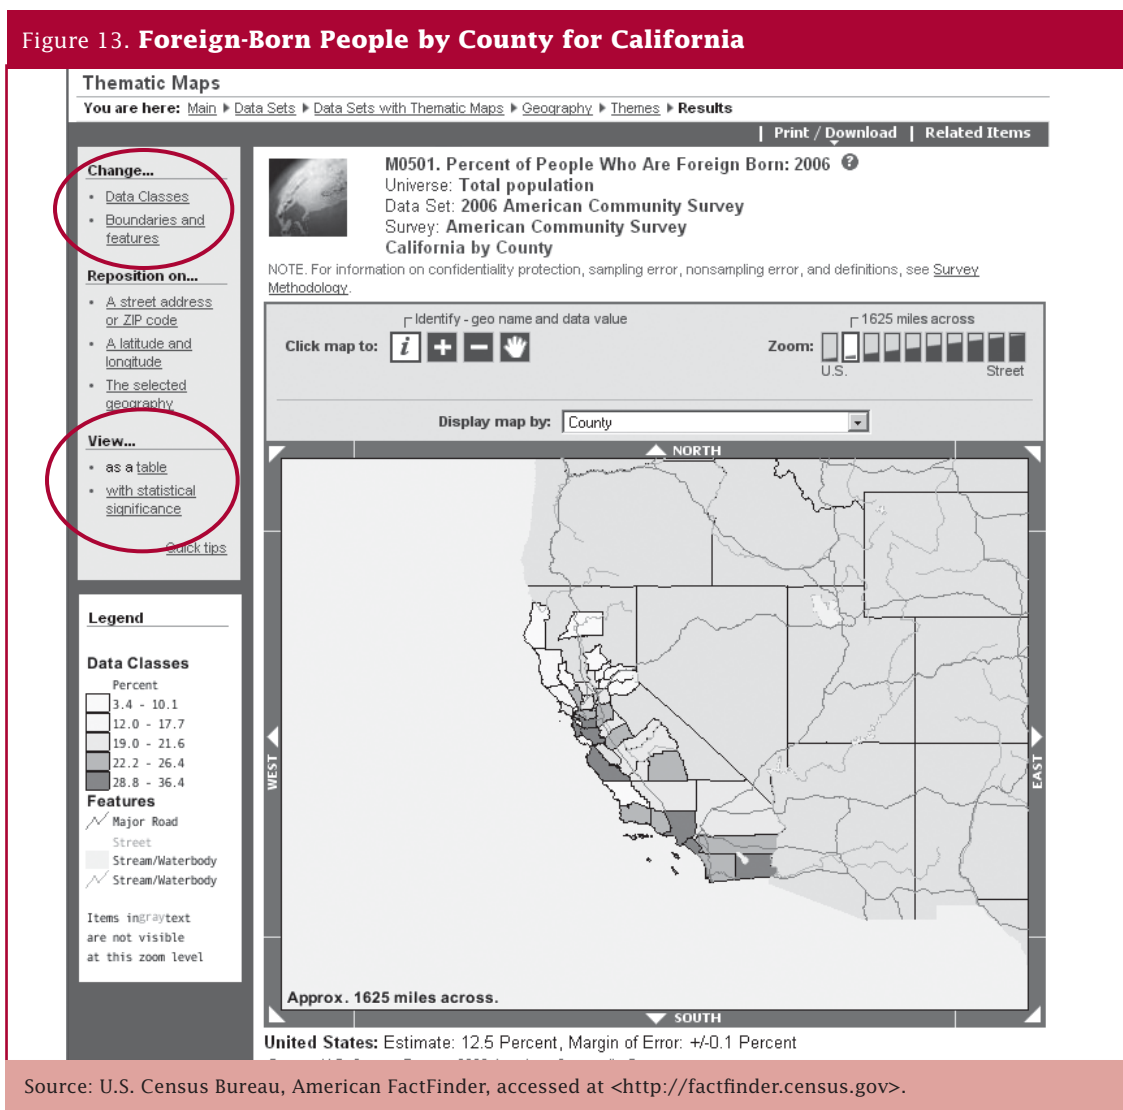 Figure 13. Foreign-Born People by County for California
Thematic Maps
You are here: Main Data Sets Data Sets with Thematic Maps Geography Themes Results
| Print / Download | Related Items
Change...
• Data Classes
• Boundaries and
features
Reposition on...
• A street address
or ZIP code
• A latitude and
longitude
• The selected
geography
View...
• as a table
• with statistical
significance
Quick tips
M0501. Percent of People Who Are Foreign Born: 2006 ?
Universe: Total population
Data Set: 2006 American Community Survey
Survey: American Community Survey
California by County
NOTE. For information on confidentiality protection, sampling error, nonsampling error, and definitions, see Survey
Methodology.
Identify - geo name and data value
Click map to: i + −
1625 miles across
Zoom:
U.S. Street
Display map by: County
NORTH
WEST
EAST
Approx. 1625 miles across.
SOUTH
Legend
Data Classes
Percent
3.4 - 10.1
12.0 - 17.7
19.0 - 21.6
22.2 - 26.4
28.8 - 36.4
Features
Major Road
Street
Stream/Waterbody
Stream/Waterbody
Items in gray text
are not visible
at this zoom level
United States: Estimate: 12.5 Percent, Margin of Error: +/-0.1 Percent
Source: U.S. Census Bureau, American FactFinder, accessed at <http://factfinder.census.gov>.